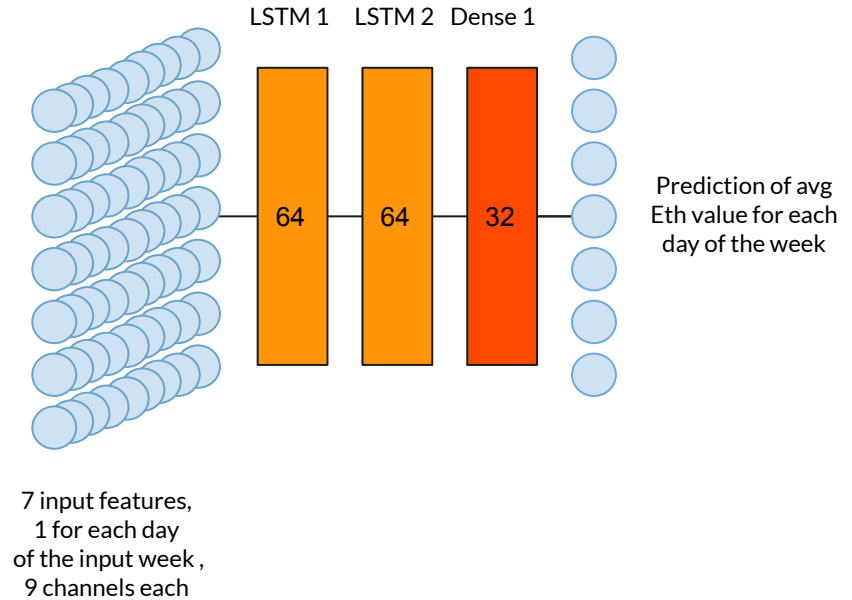 LSTM 1 LSTM 2 Dense 1
64 64 32
Prediction of avg
Eth value for each
day of the week
7 input features,
1 for each day
of the input week ,
9 channels each